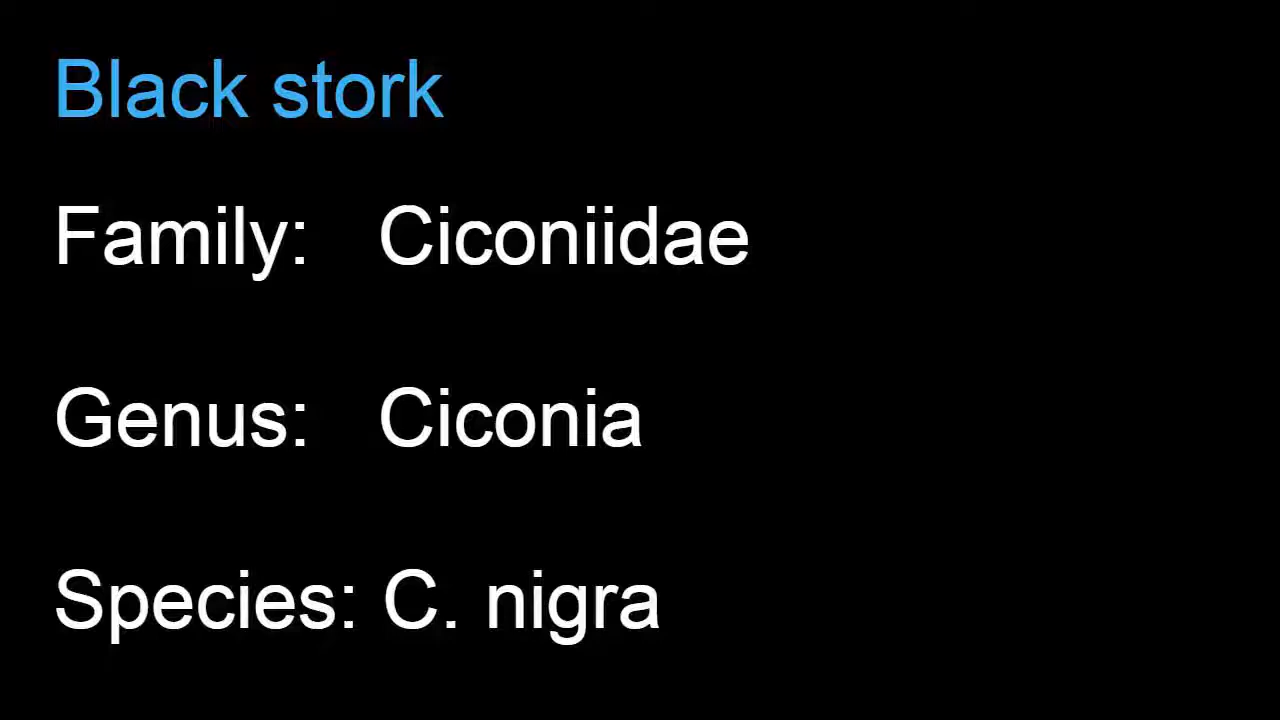 Black stork
Family: Ciconiidae
Genus: Ciconia
Species: C. nigra